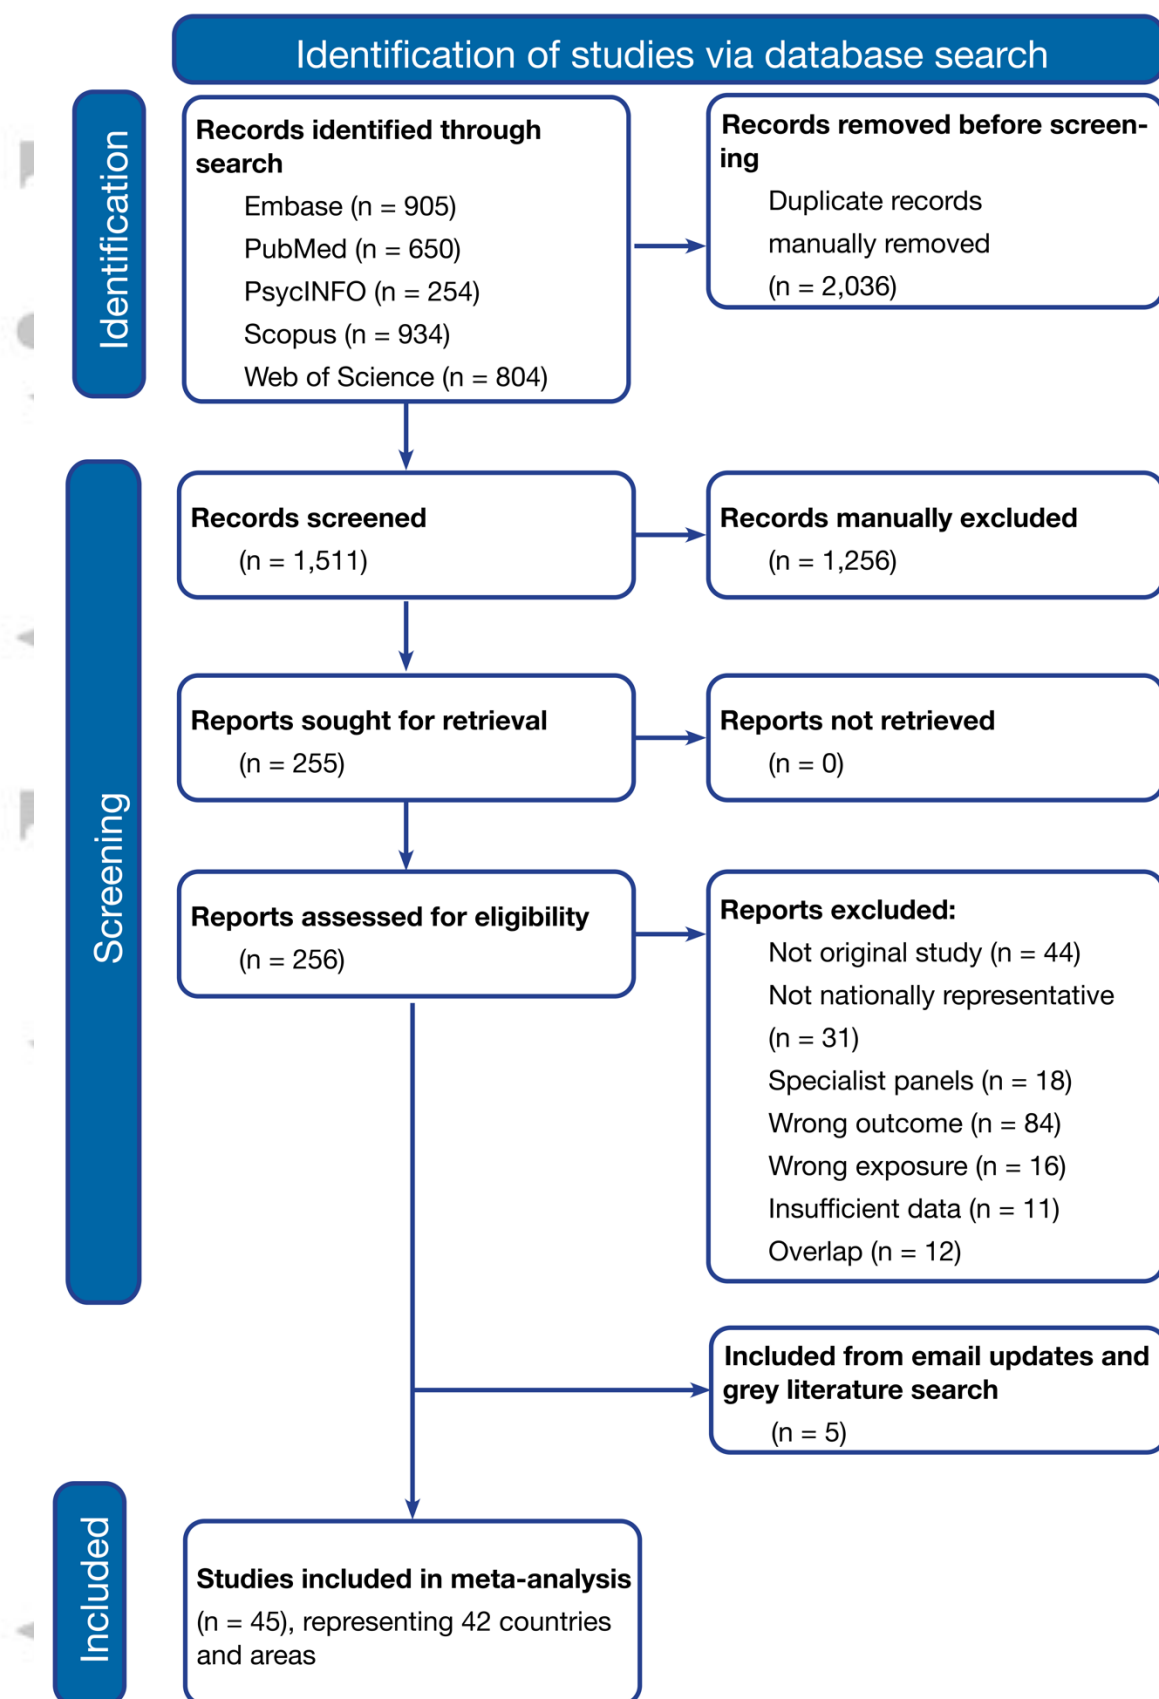 Identification of studies via database search
Identification
Records identified through
search
Embase (n = 905)
PubMed (n = 650)
PsycINFO (n = 254)
Scopus (n = 934)
Web of Science (n = 804)
Records removed before screen-
ing
Duplicate records
manually removed
(n = 2,036)
Screening
Records screened
(n = 1,511)
Records manually excluded
(n = 1,256)
Reports sought for retrieval
(n = 255)
Reports not retrieved
(n = 0)
Reports assessed for eligibility
(n = 256)
Reports excluded:
Not original study (n = 44)
Not nationally representative
(n = 31)
Specialist panels (n = 18)
Wrong outcome (n = 84)
Wrong exposure (n = 16)
Insufficient data (n = 11)
Overlap (n = 12)
Included from email updates and
grey literature search
(n = 5)
Included
Studies included in meta-analysis
(n = 45), representing 42 countries
and areas